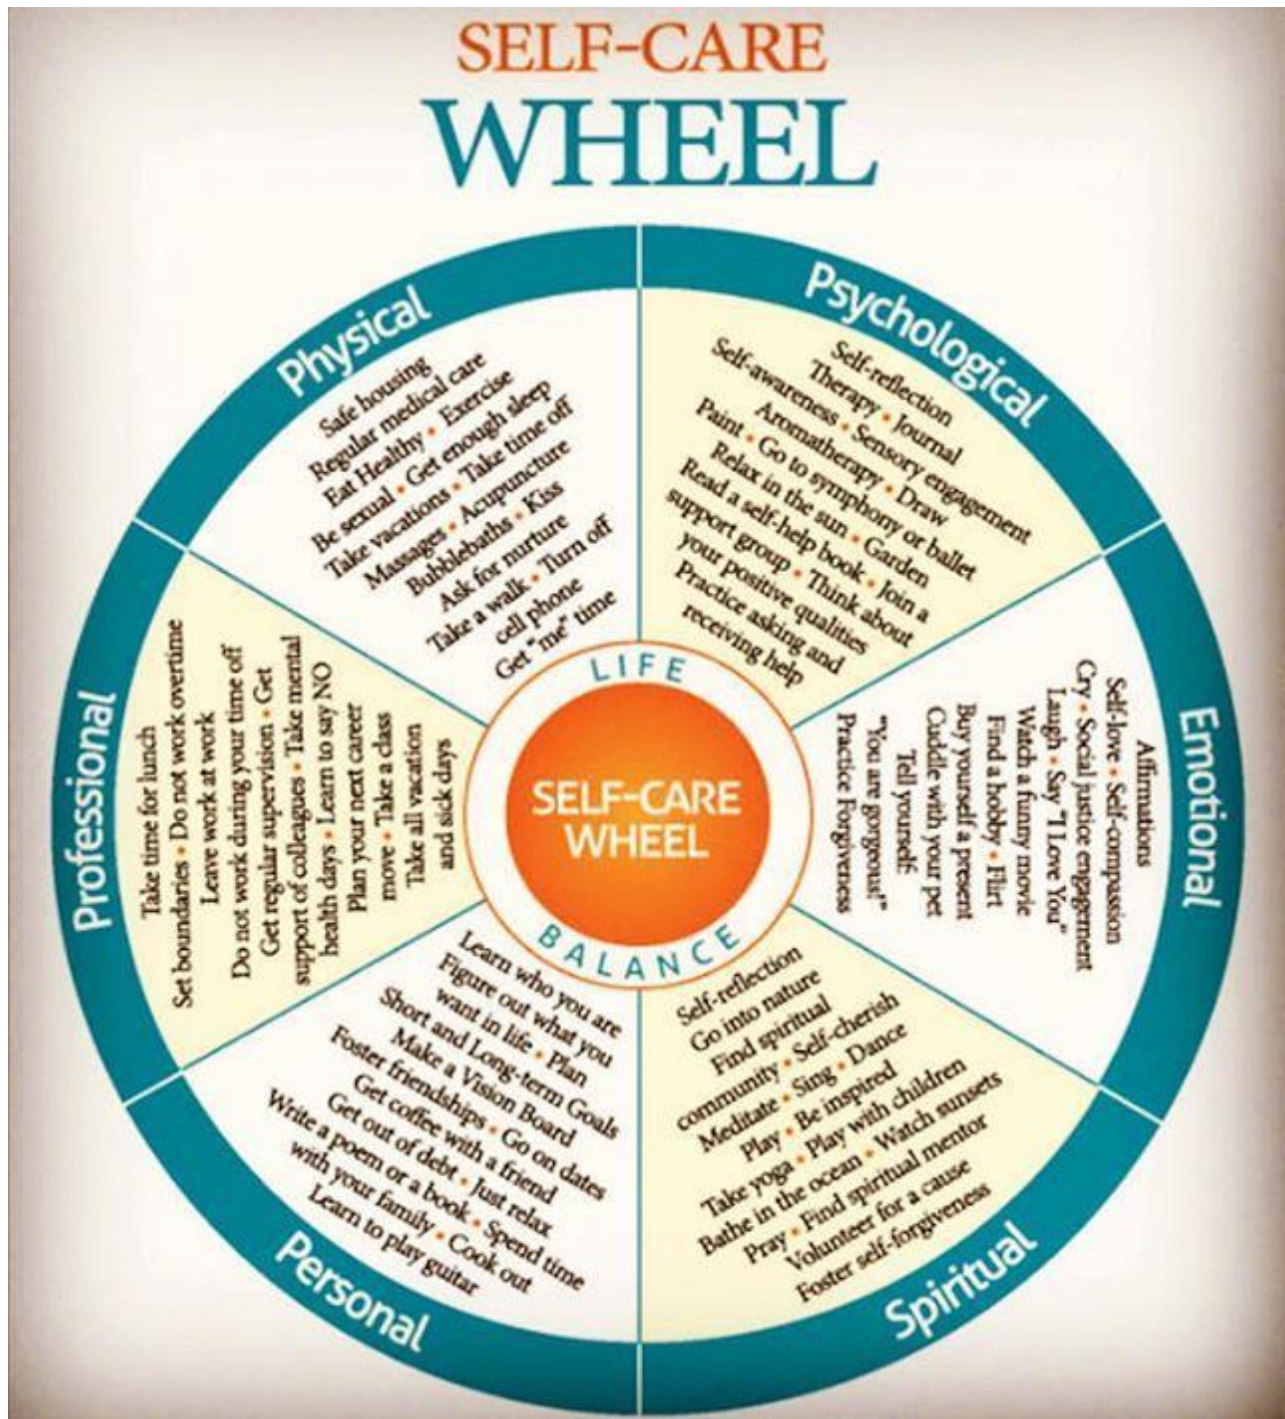 SELF-CARE
WHEEL
Physical
Safe housing
Regular medical care
Eat Healthy • Exercise
Be sexual • Get enough sleep
Take vacations • Take time off
Massages • Acupuncture
Bubblebaths • Kiss
Ask for nurture
Take a walk • Turn off
cell phone
Get "me" time
Psychological
Self-reflection
Therapy • Journal
Self-awareness • Sensory engagement
Aromatherapy • Draw
Paint • Go to symphony or ballet
Relax in the sun • Garden
Read a self-help book • Join a
support group • Think about
your positive qualities
Practice asking and
receiving help
Emotional
Affirmations
Self-love • Self-compassion
Cry • Social justice engagement
Laugh • Say "I Love You"
Watch a funny movie
Find a hobby • Flirt
Buy yourself a present
Cuddle with your pet
Tell yourself:
"You are gorgeous!"
Practice Forgiveness
Spiritual
Self-reflection
Go into nature
Find spiritual
community • Self-cherish
Meditate • Sing • Dance
Play • Be inspired
Take yoga • Play with children
Bathe in the ocean • Watch sunsets
Pray • Find spiritual mentor
Volunteer for a cause
Foster self-forgiveness
Personal
Learn who you are
Figure out what you
want in life • Plan
Short and Long-term Goals
Make a Vision Board
Foster friendships • Go on dates
Get coffee with a friend
Get out of debt • Just relax
Write a poem or a book • Spend time
with your family • Cook out
Learn to play guitar
Professional
Take time for lunch
Set boundaries • Do not work overtime
Leave work at work
Do not work during your time off
Get regular supervision • Get
support of colleagues • Take mental
health days • Learn to say NO
Plan your next career
move • Take a class
Take all vacation
and sick days
LIFE
SELF-CARE
WHEEL
BALANCE